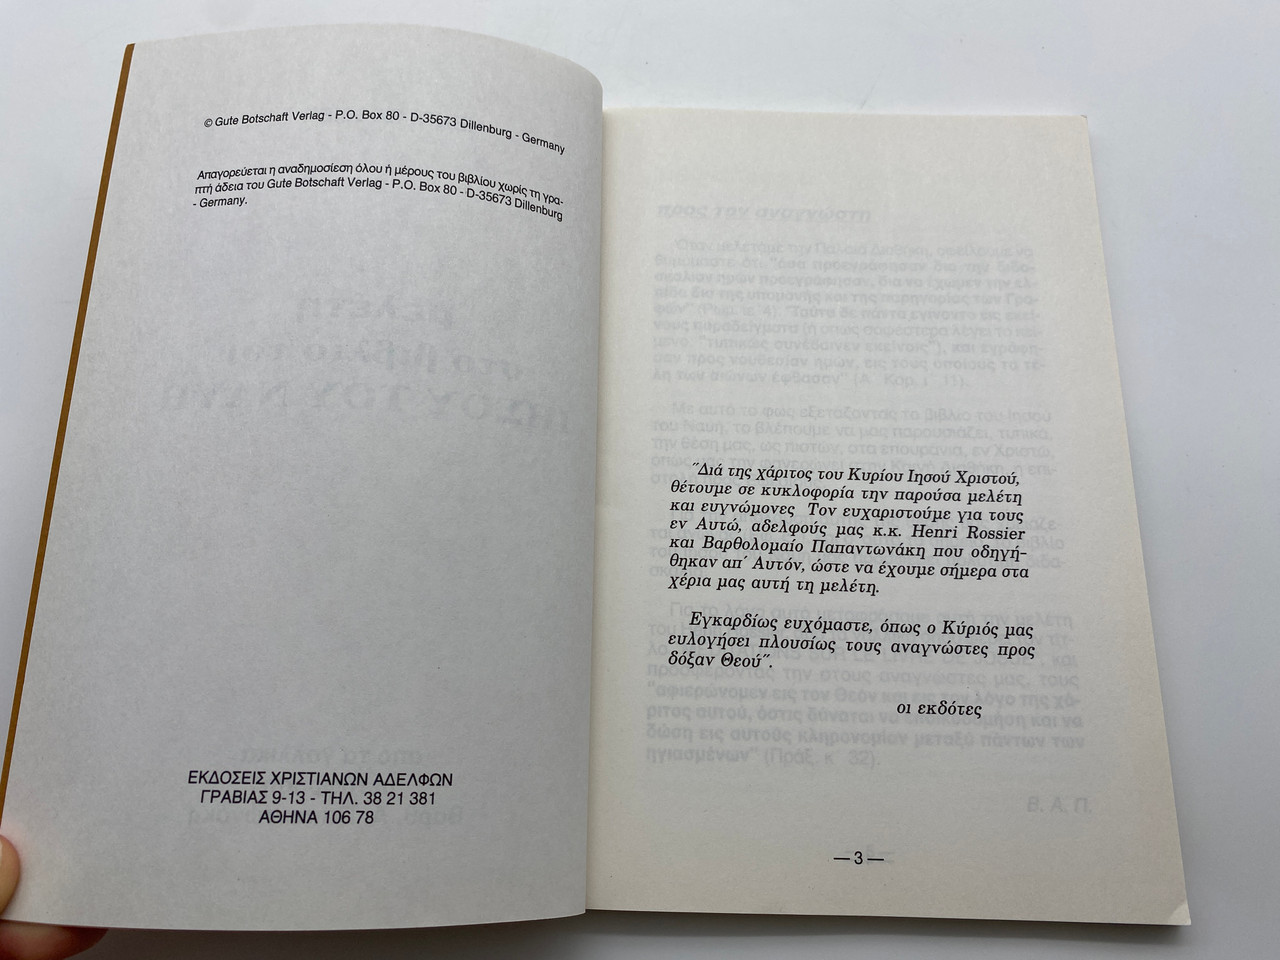 © Gute Botschaft Verlag - P.O. Box 80 - D-35673 Dillenburg - Germany
Απαγορεύεται η αναδημοσίεση όλου ή μέρους του βιβλίου χωρίς τη γρα-
πτή άδεια του Gute Botschaft Verlag - P.O. Box 80 - D-35673 Dillenburg
- Germany.
ΕΚΔΟΣΕΙΣ ΧΡΙΣΤΙΑΝΩΝ ΑΔΕΛΦΩΝ
ΓΡΑΒΙΑΣ 9-13 - ΤΗΛ. 38 21 381
ΑΘΗΝΑ 106 78
"Διά της χάριτος του Κυρίου Ιησού Χριστού,
θέτουμε σε κυκλοφορία την παρούσα μελέτη
και ευγνώμονες Τον ευχαριστούμε για τους
εν Αυτώ, αδελφούς μας κ.κ. Henri Rossier
και Βαρθολομαίο Παπαντωνάκη που οδηγή-
θηκαν απ' Αυτόν, ώστε να έχουμε σήμερα στα
χέρια μας αυτή τη μελέτη.
Εγκαρδίως ευχόμαστε, όπως ο Κύριός μας
ευλογήσει πλουσίως τους αναγνώστες προς
δόξαν Θεού".
οι εκδότες
— 3 —